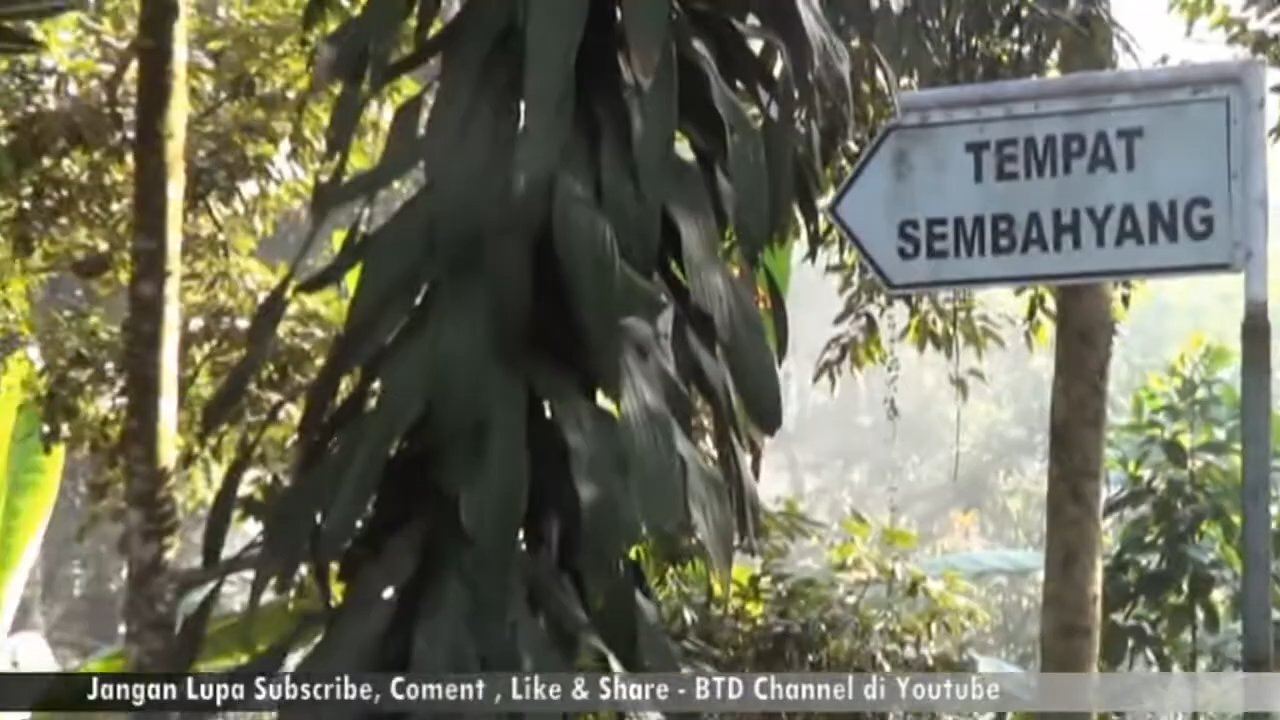 TEMPAT
SEMBAHYANG
Jangan Lupa Subscribe, Coment , Like & Share - BTD Channel di Youtube